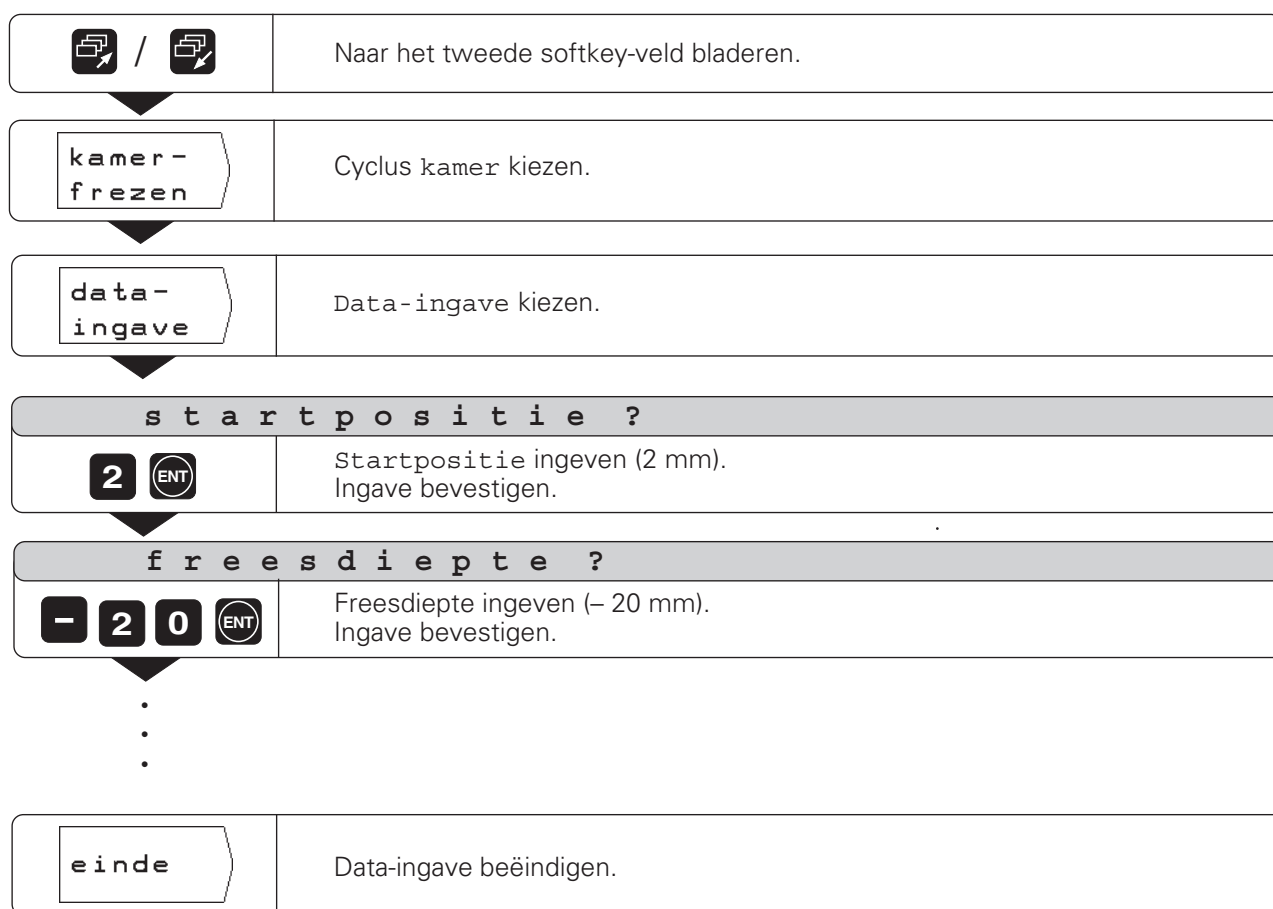 /
Naar het tweede softkey-veld bladeren.
kamer-
frezen
Cyclus kamer kiezen.
data-
ingave
Data-ingave kiezen.
startpositie ?
2 ENT
Startpositie ingeven (2 mm).
Ingave bevestigen.
freesdiepte ?
- 2 0 ENT
Freesdiepte ingeven (– 20 mm).
Ingave bevestigen.
einde
Data-ingave beëindigen.